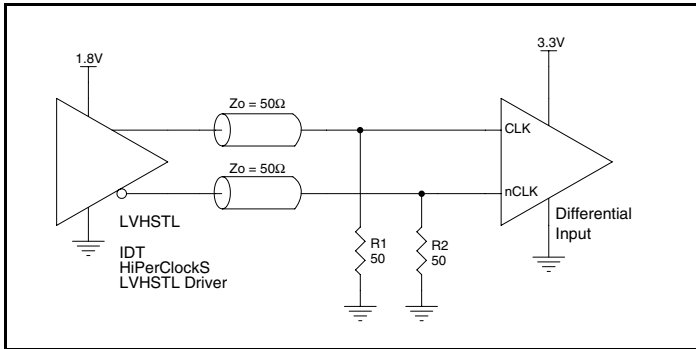 1.8V
3.3V
Zo = 50Ω
CLK
Zo = 50Ω
nCLK
LVHSTL
IDT
HiPerClockS
LVHSTL Driver
R1
50
R2
50
Differential
Input